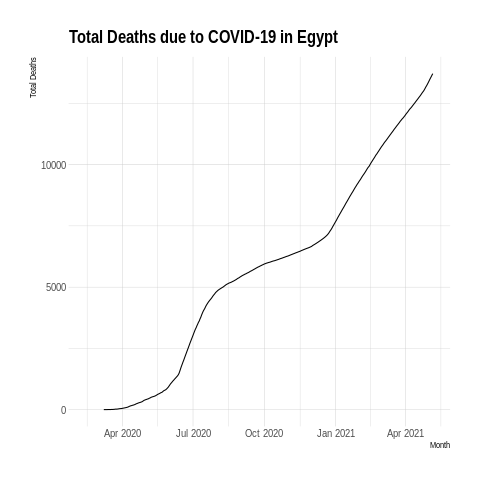 Total Deaths due to COVID-19 in Egypt
Total Deaths
10000
5000
0
Apr 2020 Jul 2020 Oct 2020 Jan 2021 Apr 2021
Month